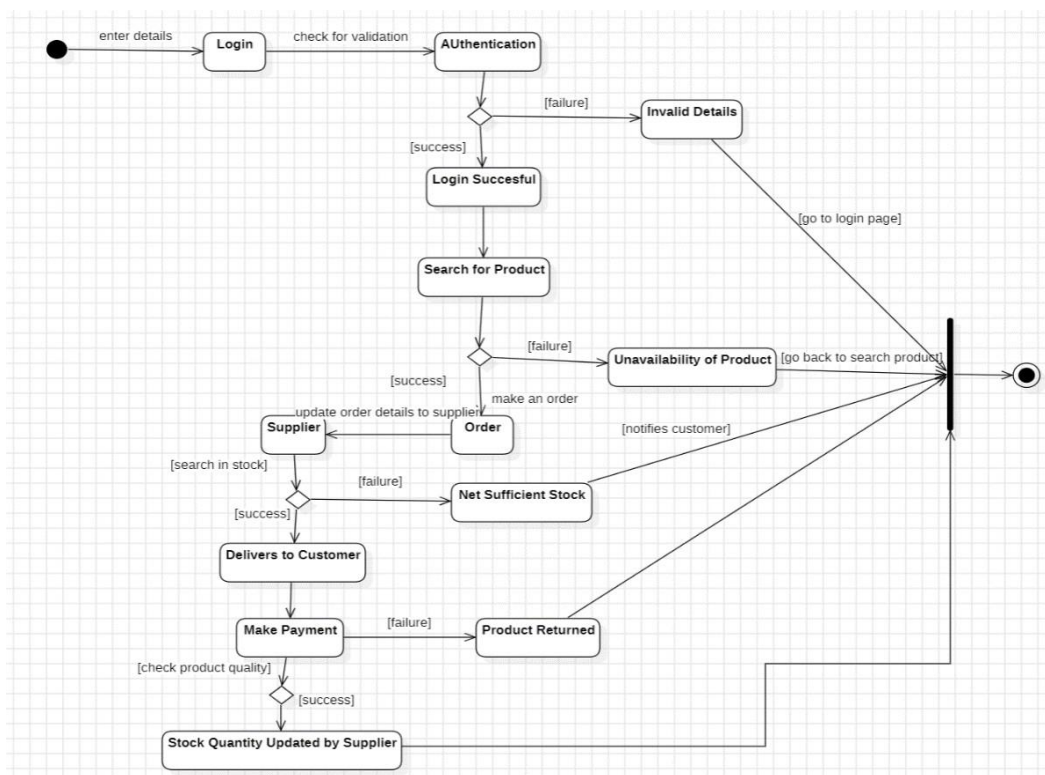 enter details
Login
check for validation
AUthentication
[failure]
Invalid Details
[success]
Login Succesful
[go to login page]
Search for Product
[failure]
Unavailability of Product
[go back to search product]
[success]
make an order
update order details to supplier
Supplier
Order
[notifies customer]
[search in stock]
[failure]
Net Sufficient Stock
[success]
Delivers to Customer
Make Payment
[failure]
Product Returned
[check product quality]
[success]
Stock Quantity Updated by Supplier